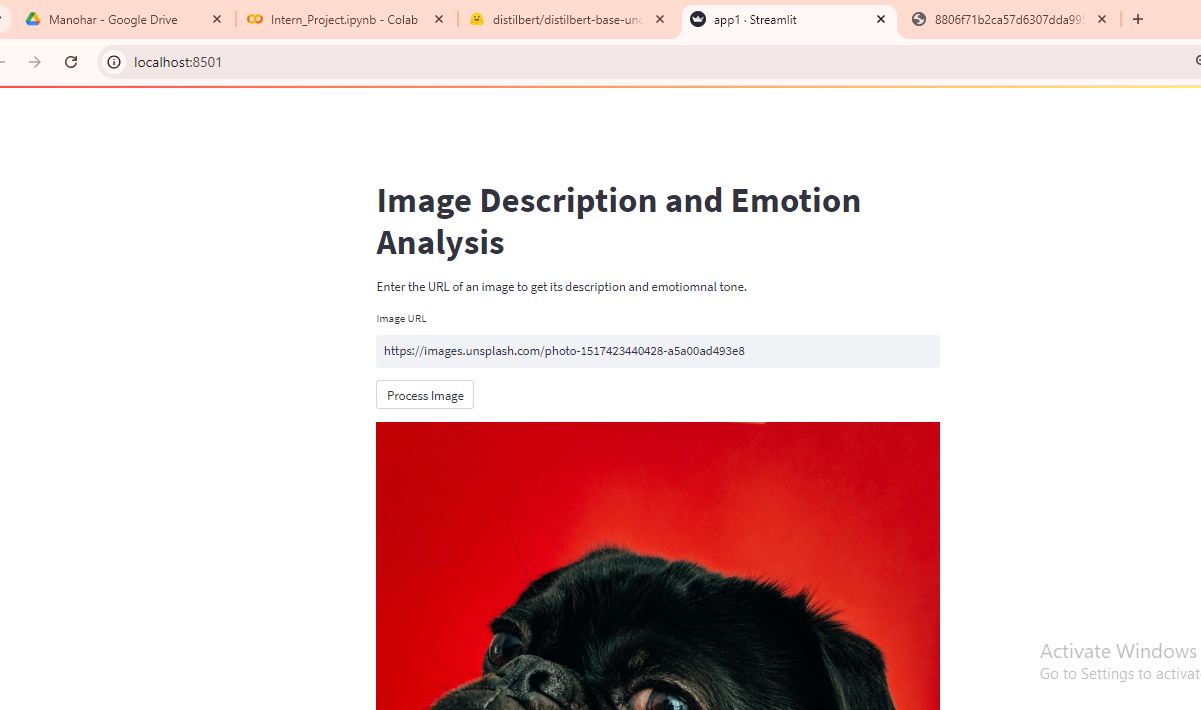 Manohar - Google Drive
Intern_Project.ipynb - Colab
distilbert/distilbert-base-unc
app1 · Streamlit
8806f71b2ca57d6307dda99
localhost:8501
Image Description and Emotion
Analysis
Enter the URL of an image to get its description and emotiomnal tone.
Image URL
https://images.unsplash.com/photo-1517423440428-a5a00ad493e8
Process Image
Activate Windows
Go to Settings to activat